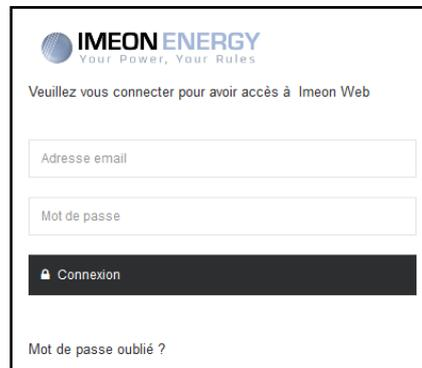 IMEON ENERGY
Your Power, Your Rules
Veuillez vous connecter pour avoir accès à Imeon Web
Adresse email
Mot de passe
Connexion
Mot de passe oublié ?